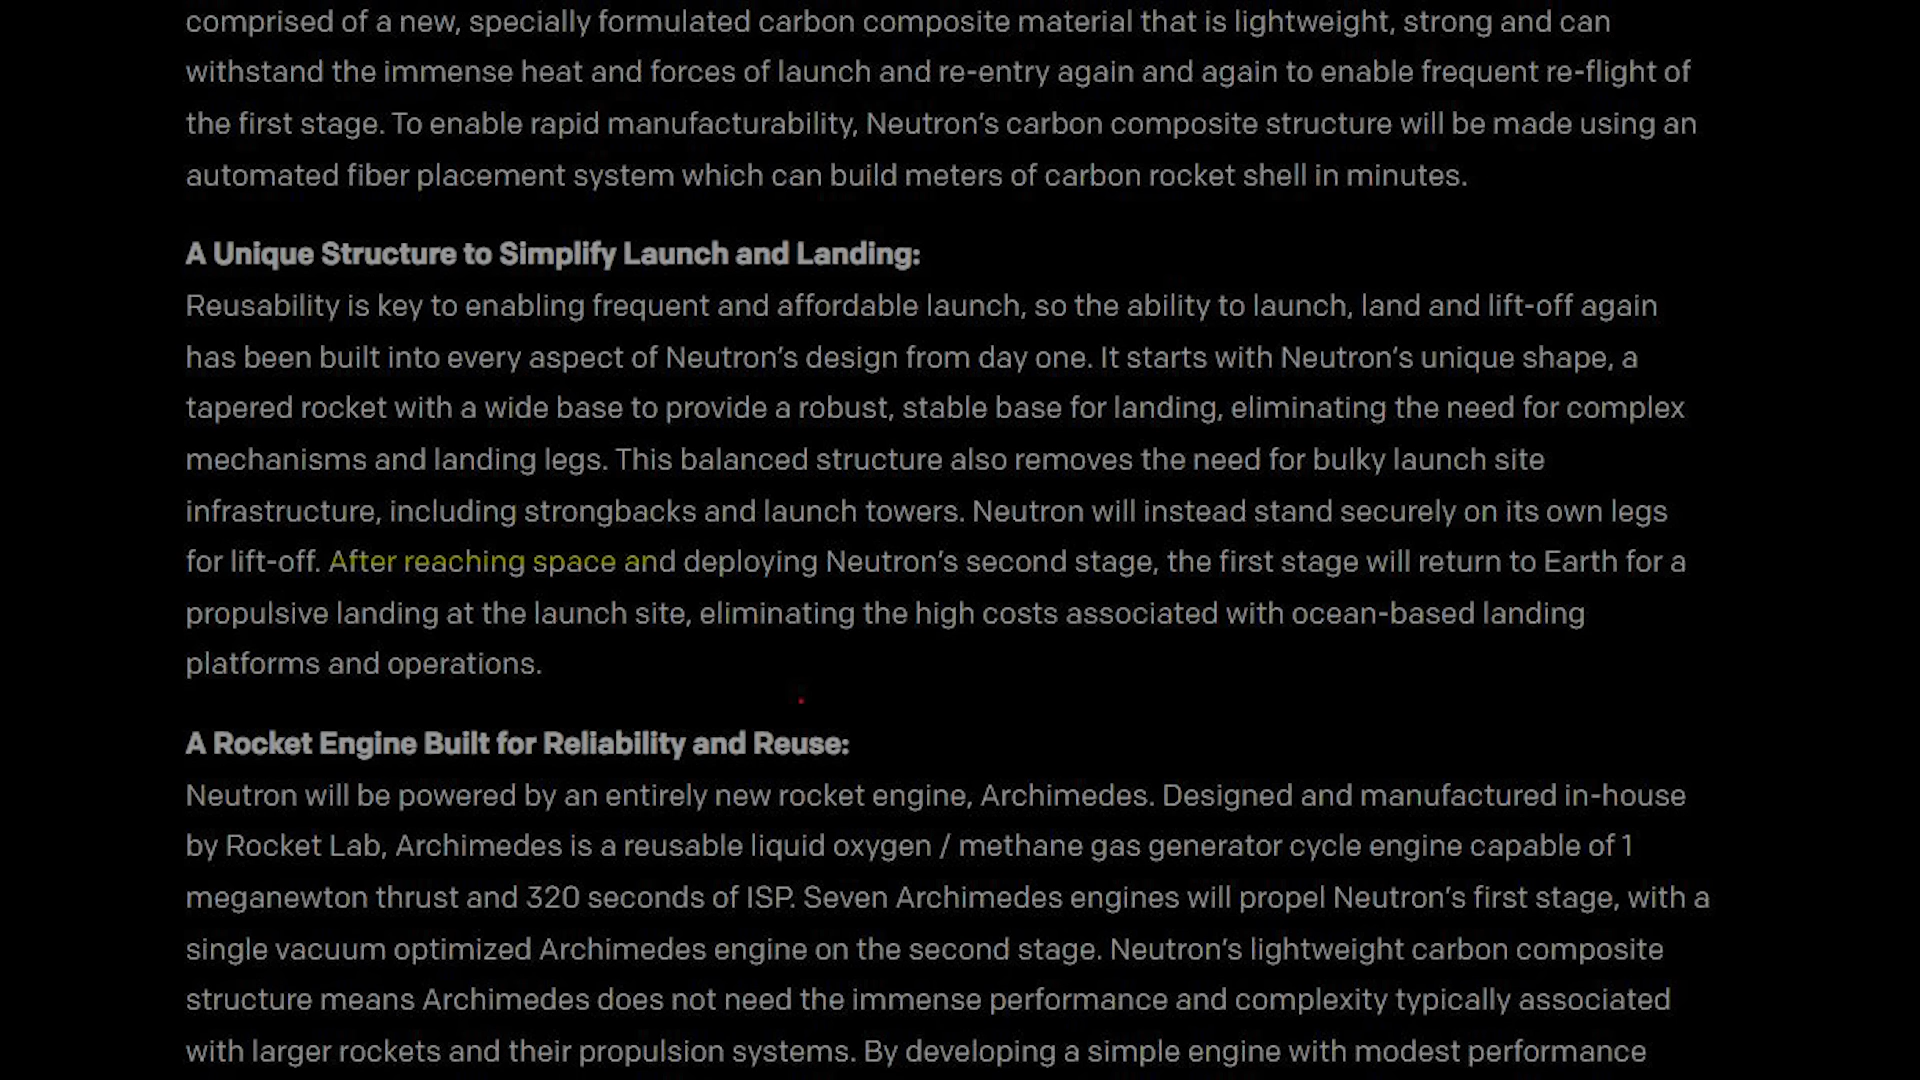 comprised of a new, specially formulated carbon composite material that is lightweight, strong and can
withstand the immense heat and forces of launch and re-entry again and again to enable frequent re-flight of
the first stage. To enable rapid manufacturability, Neutron's carbon composite structure will be made using an
automated fiber placement system which can build meters of carbon rocket shell in minutes.
A Unique Structure to Simplify Launch and Landing:
Reusability is key to enabling frequent and affordable launch, so the ability to launch, land and lift-off again
has been built into every aspect of Neutron's design from day one. It starts with Neutron's unique shape, a
tapered rocket with a wide base to provide a robust, stable base for landing, eliminating the need for complex
mechanisms and landing legs. This balanced structure also removes the need for bulky launch site
infrastructure, including strongbacks and launch towers. Neutron will instead stand securely on its own legs
for lift-off. After reaching space and deploying Neutron's second stage, the first stage will return to Earth for a
propulsive landing at the launch site, eliminating the high costs associated with ocean-based landing
platforms and operations.
A Rocket Engine Built for Reliability and Reuse:
Neutron will be powered by an entirely new rocket engine, Archimedes. Designed and manufactured in-house
by Rocket Lab, Archimedes is a reusable liquid oxygen / methane gas generator cycle engine capable of 1
meganewton thrust and 320 seconds of ISP. Seven Archimedes engines will propel Neutron's first stage, with a
single vacuum optimized Archimedes engine on the second stage. Neutron's lightweight carbon composite
structure means Archimedes does not need the immense performance and complexity typically associated
with larger rockets and their propulsion systems. By developing a simple engine with modest performance